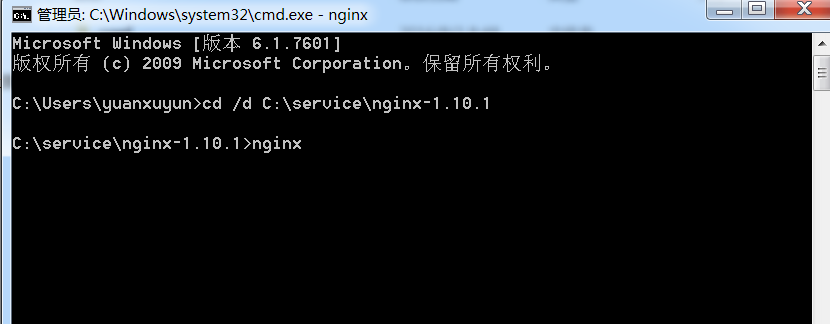 管理员: C:\Windows\system32\cmd.exe - nginx
Microsoft Windows [版本 6.1.7601]
版权所有 (c) 2009 Microsoft Corporation。保留所有权利。
C:\Users\yuanxuyun>cd /d C:\service\nginx-1.10.1
C:\service\nginx-1.10.1>nginx